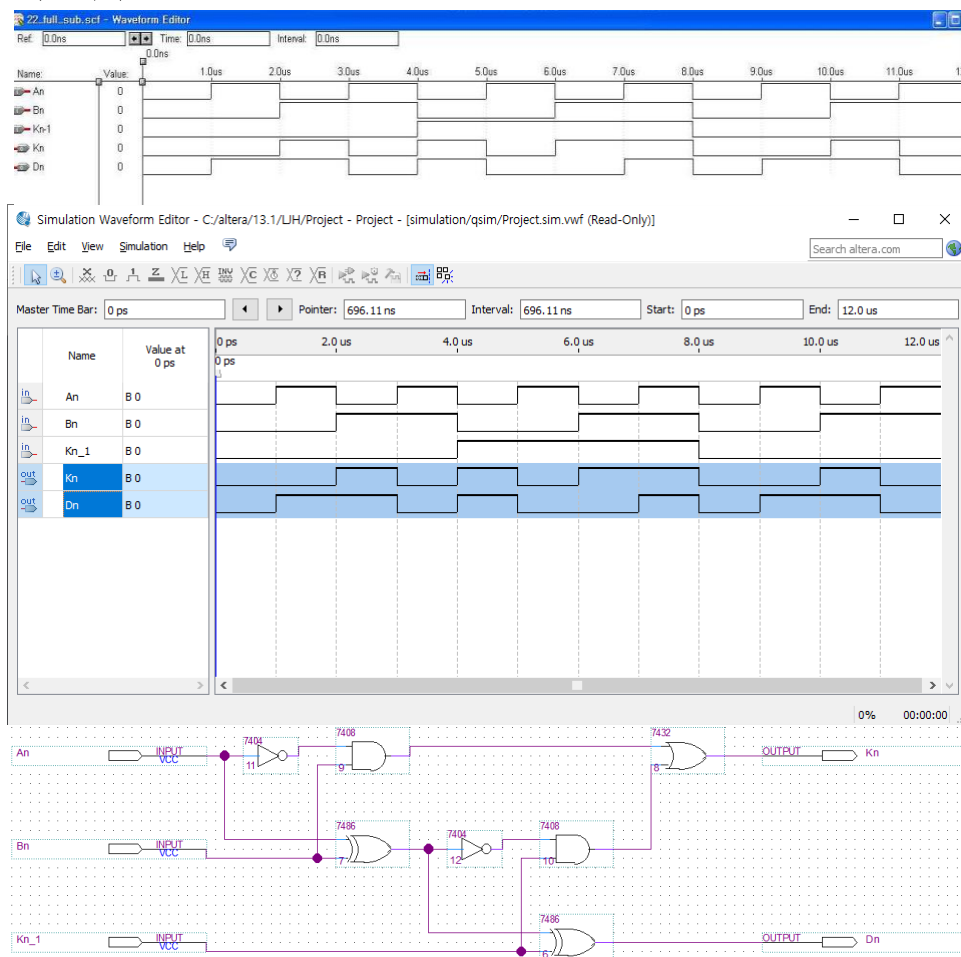 22_full_sub.scf - Waveform Editor
Ref: 0.0ns Time: 0.0ns Interval: 0.0ns
0.0ns
Name: Value: 1.0us 2.0us 3.0us 4.0us 5.0us 6.0us 7.0us 8.0us 9.0us 10.0us 11.0us 1
An 0
Bn 0
Kn-1 0
Kn 0
Dn 0
Simulation Waveform Editor - C:/altera/13.1/LJH/Project - Project - [simulation/qsim/Project.sim.vwf (Read-Only)]
File Edit View Simulation Help Search altera.com
Master Time Bar: 0 ps Pointer: 696.11 ns Interval: 696.11 ns Start: 0 ps End: 12.0 us
Name Value at 0 ps
0 ps 2.0 us 4.0 us 6.0 us 8.0 us 10.0 us 12.0 us
0 ps
in An B 0
in Bn B 0
in Kn_1 B 0
out Kn B 0
out Dn B 0
0% 00:00:00
7404 7408 7432
An INPUT VCC OUTPUT Kn
11 9 8
7486 7404 7408
Bn INPUT VCC
7 12 10
7486
Kn_1 INPUT VCC OUTPUT Dn
6